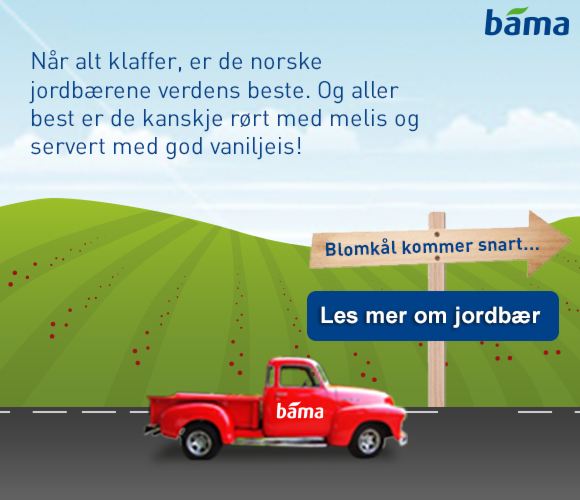 bama
Når alt klaffer, er de norske
jordbærene verdens beste. Og aller
best er de kanskje rørt med melis og
servert med god vaniljeis!
Blomkål kommer snart...
Les mer om jordbær
bama